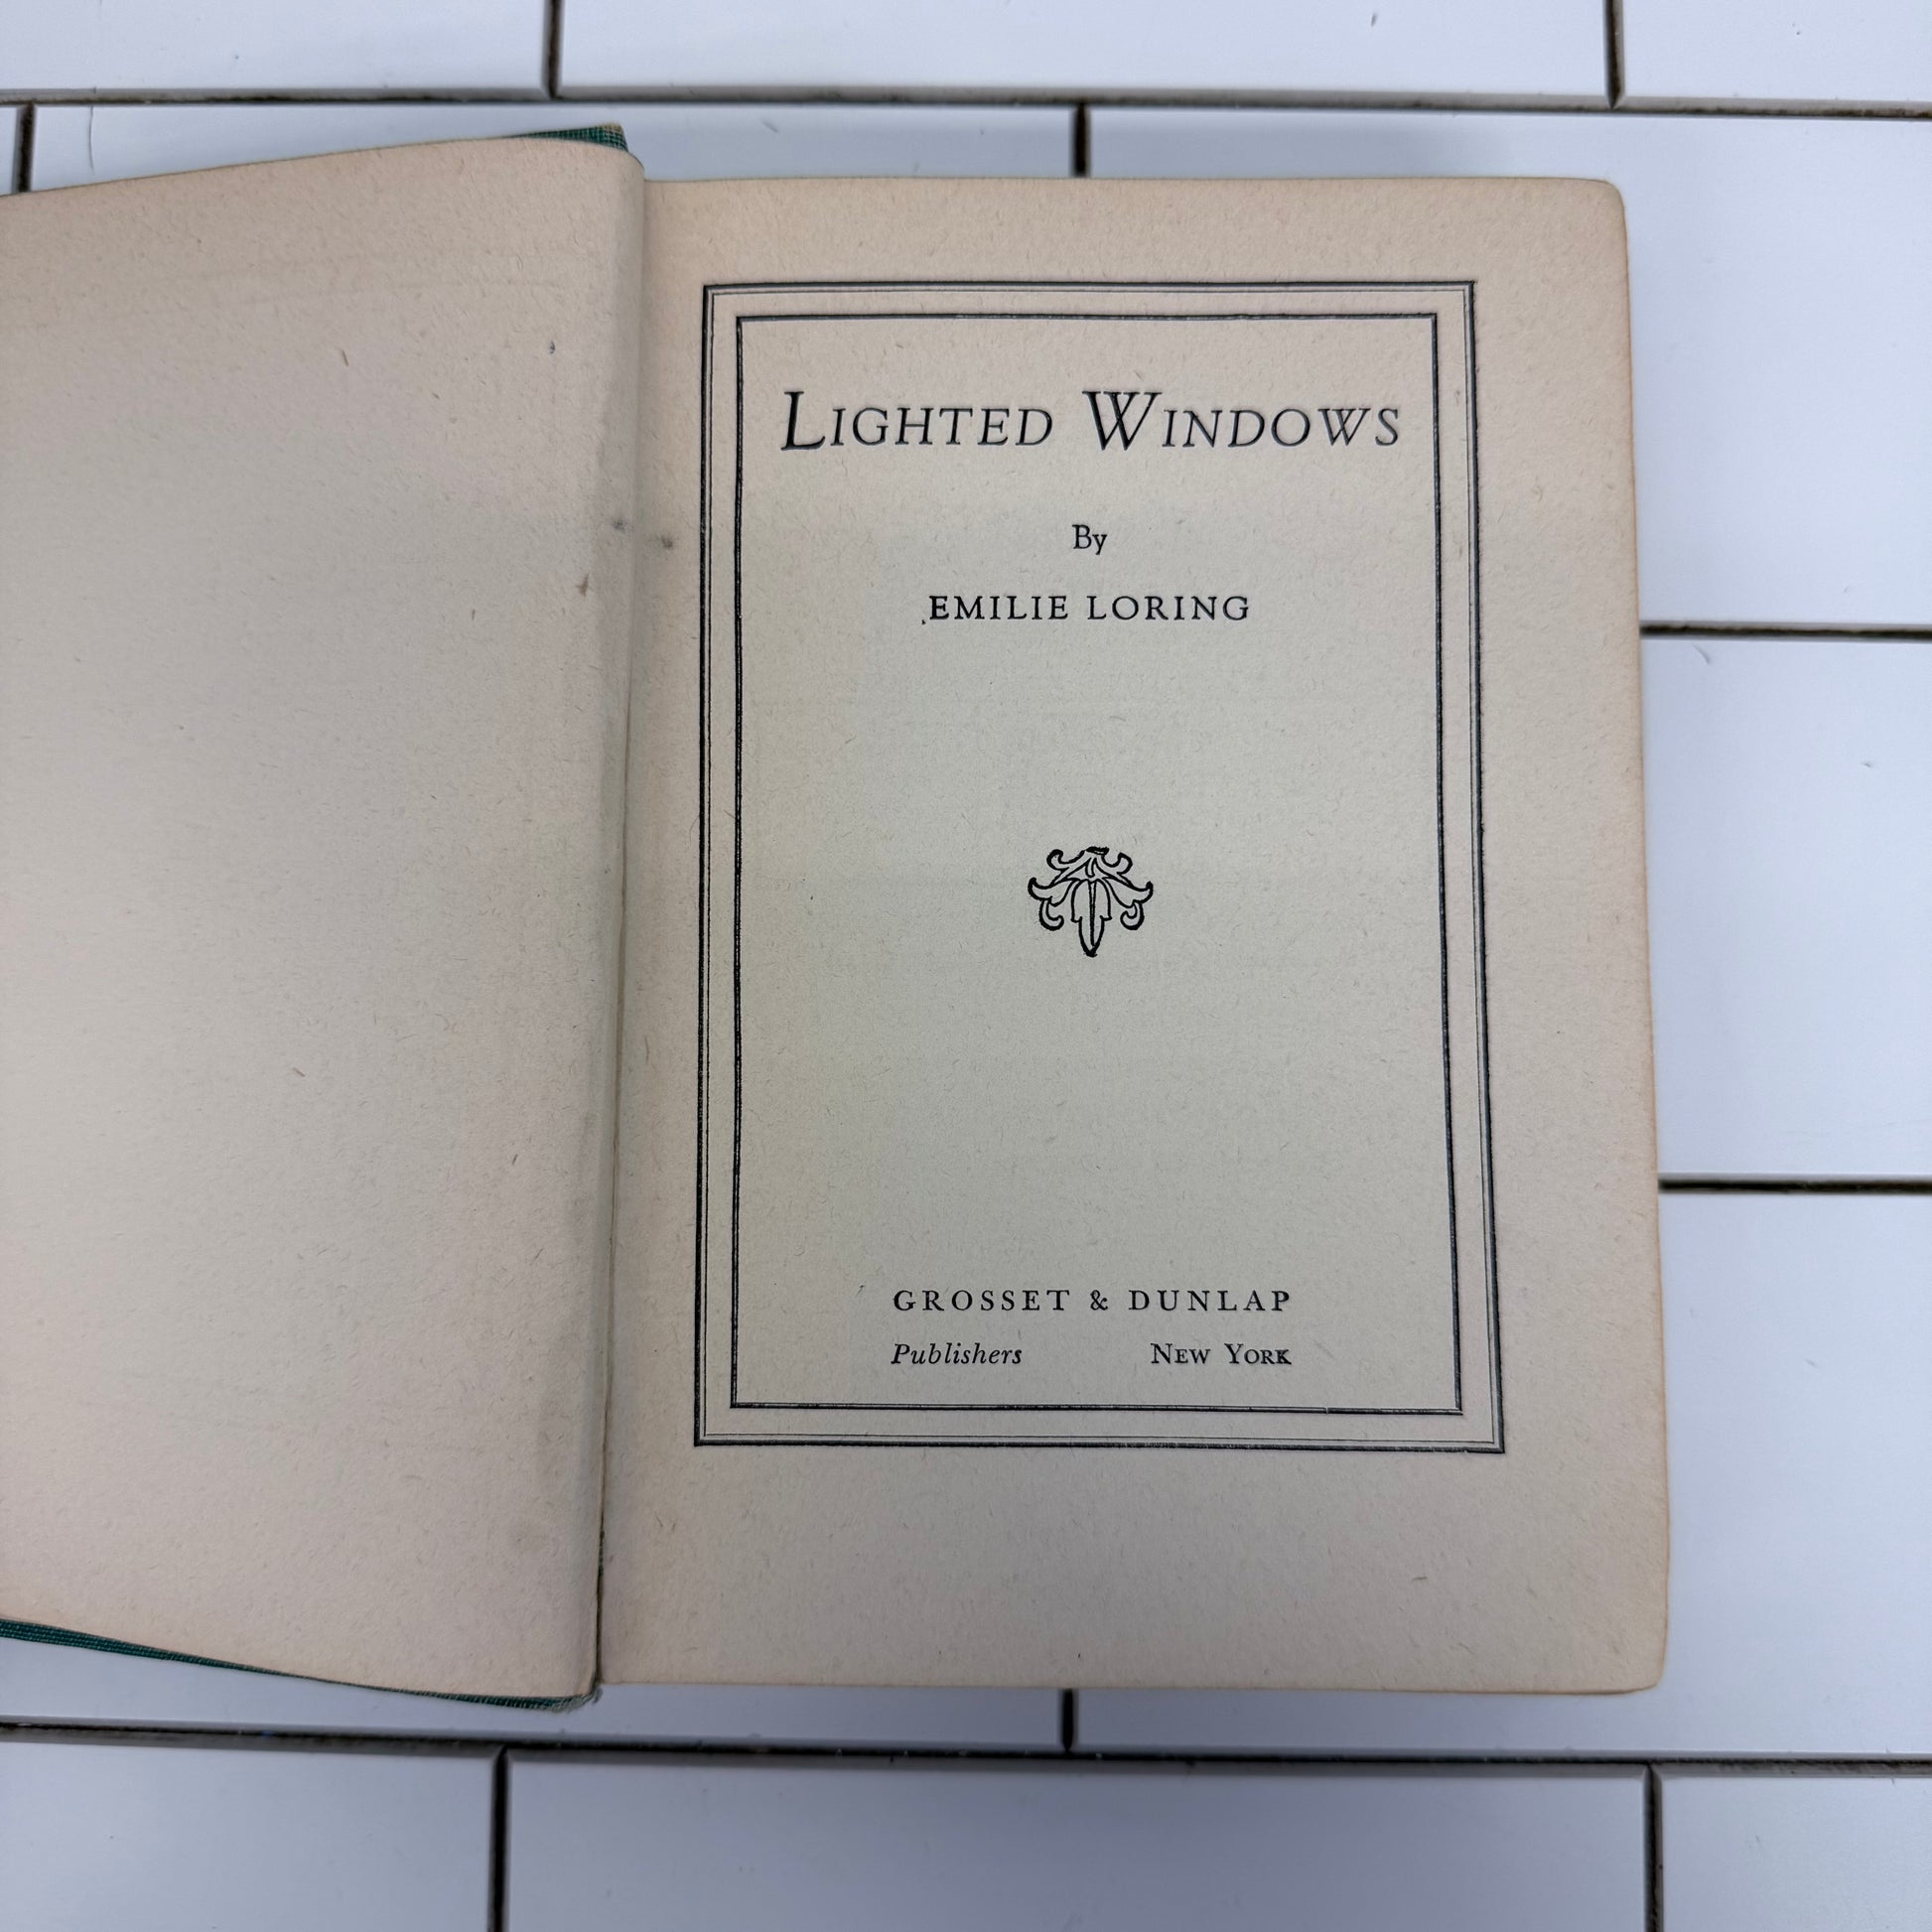 LIGHTED WINDOWS
By
EMILIE LORING
GROSSET & DUNLAP
Publishers NEW YORK